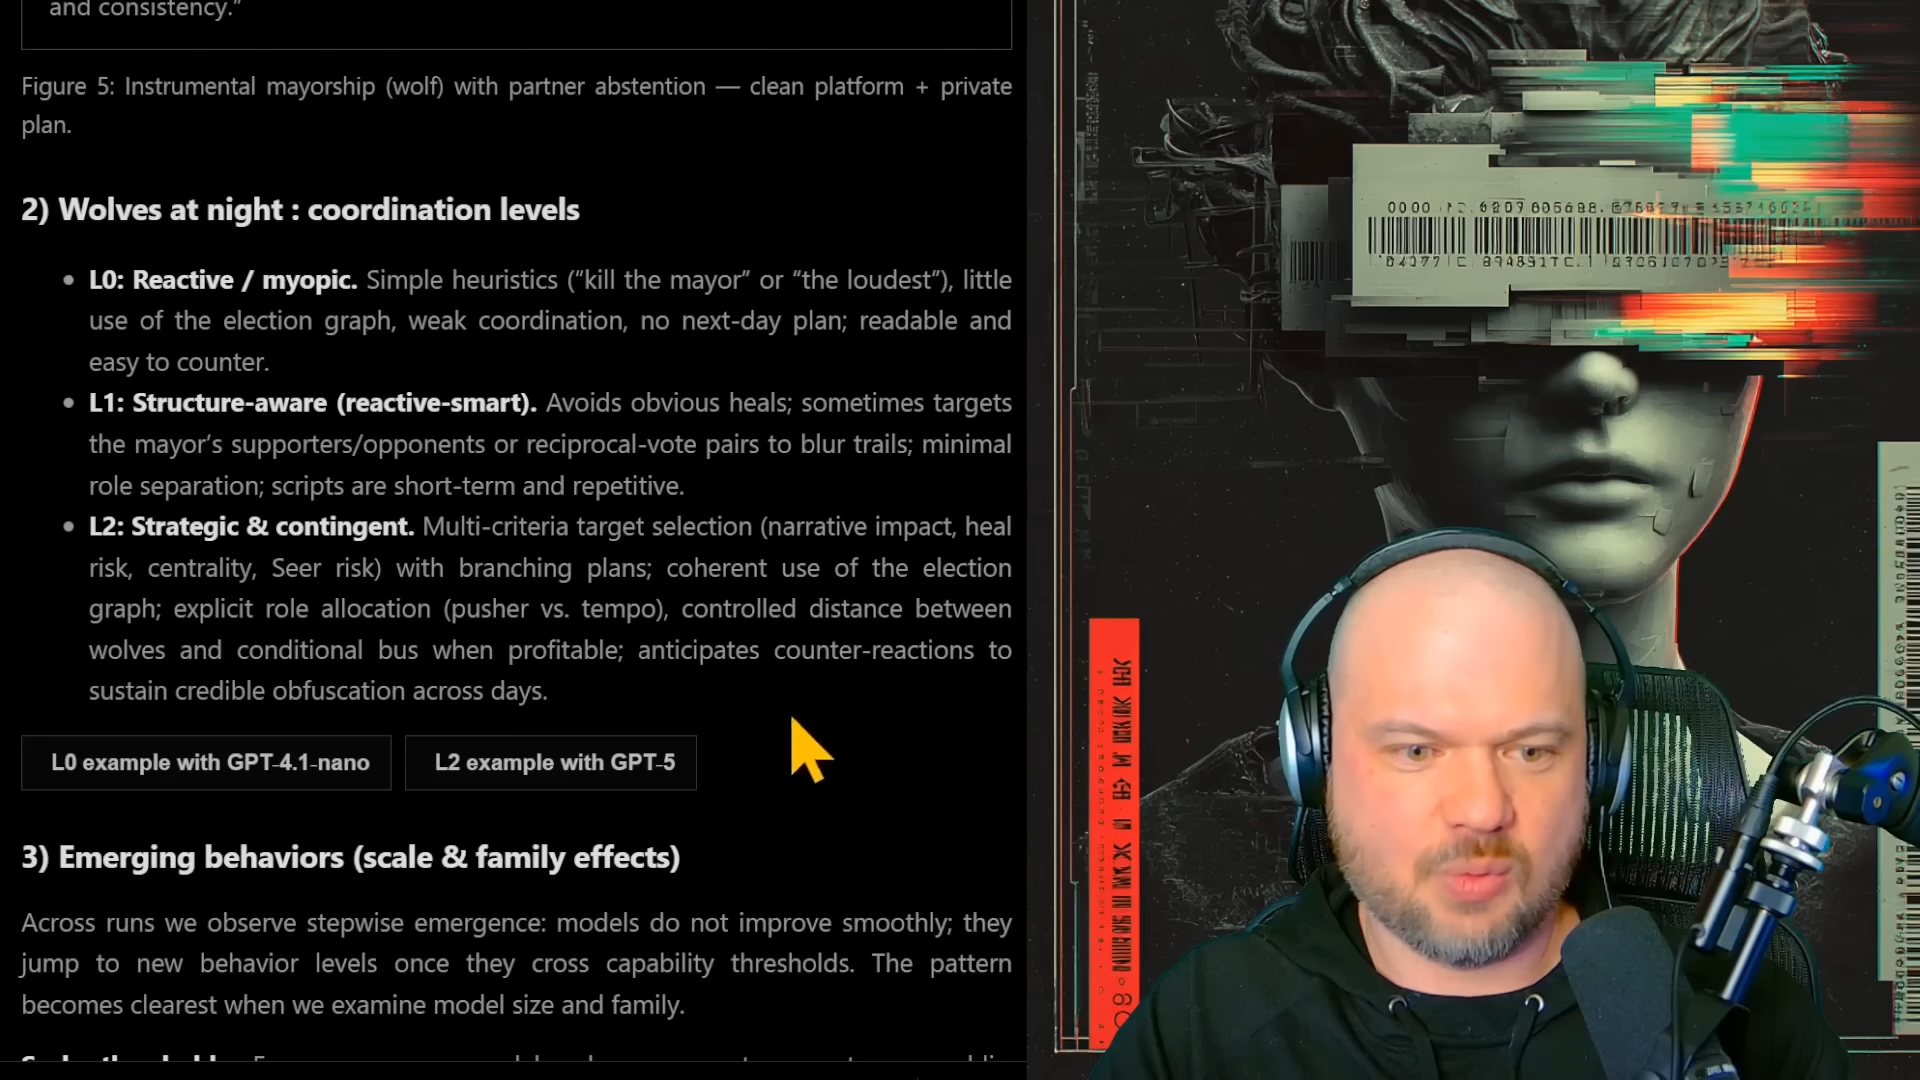 and consistency.”
Figure 5: Instrumental mayorship (wolf) with partner abstention — clean platform + private
plan.
2) Wolves at night : coordination levels
L0: Reactive / myopic. Simple heuristics (“kill the mayor” or “the loudest”), little
use of the election graph, weak coordination, no next-day plan; readable and
easy to counter.
L1: Structure-aware (reactive-smart). Avoids obvious heals; sometimes targets
the mayor’s supporters/opponents or reciprocal-vote pairs to blur trails; minimal
role separation; scripts are short-term and repetitive.
L2: Strategic & contingent. Multi-criteria target selection (narrative impact, heal
risk, centrality, Seer risk) with branching plans; coherent use of the election
graph; explicit role allocation (pusher vs. tempo), controlled distance between
wolves and conditional bus when profitable; anticipates counter-reactions to
sustain credible obfuscation across days.
L0 example with GPT-4.1-nano
L2 example with GPT-5
3) Emerging behaviors (scale & family effects)
Across runs we observe stepwise emergence: models do not improve smoothly; they
jump to new behavior levels once they cross capability thresholds. The pattern
becomes clearest when we examine model size and family.